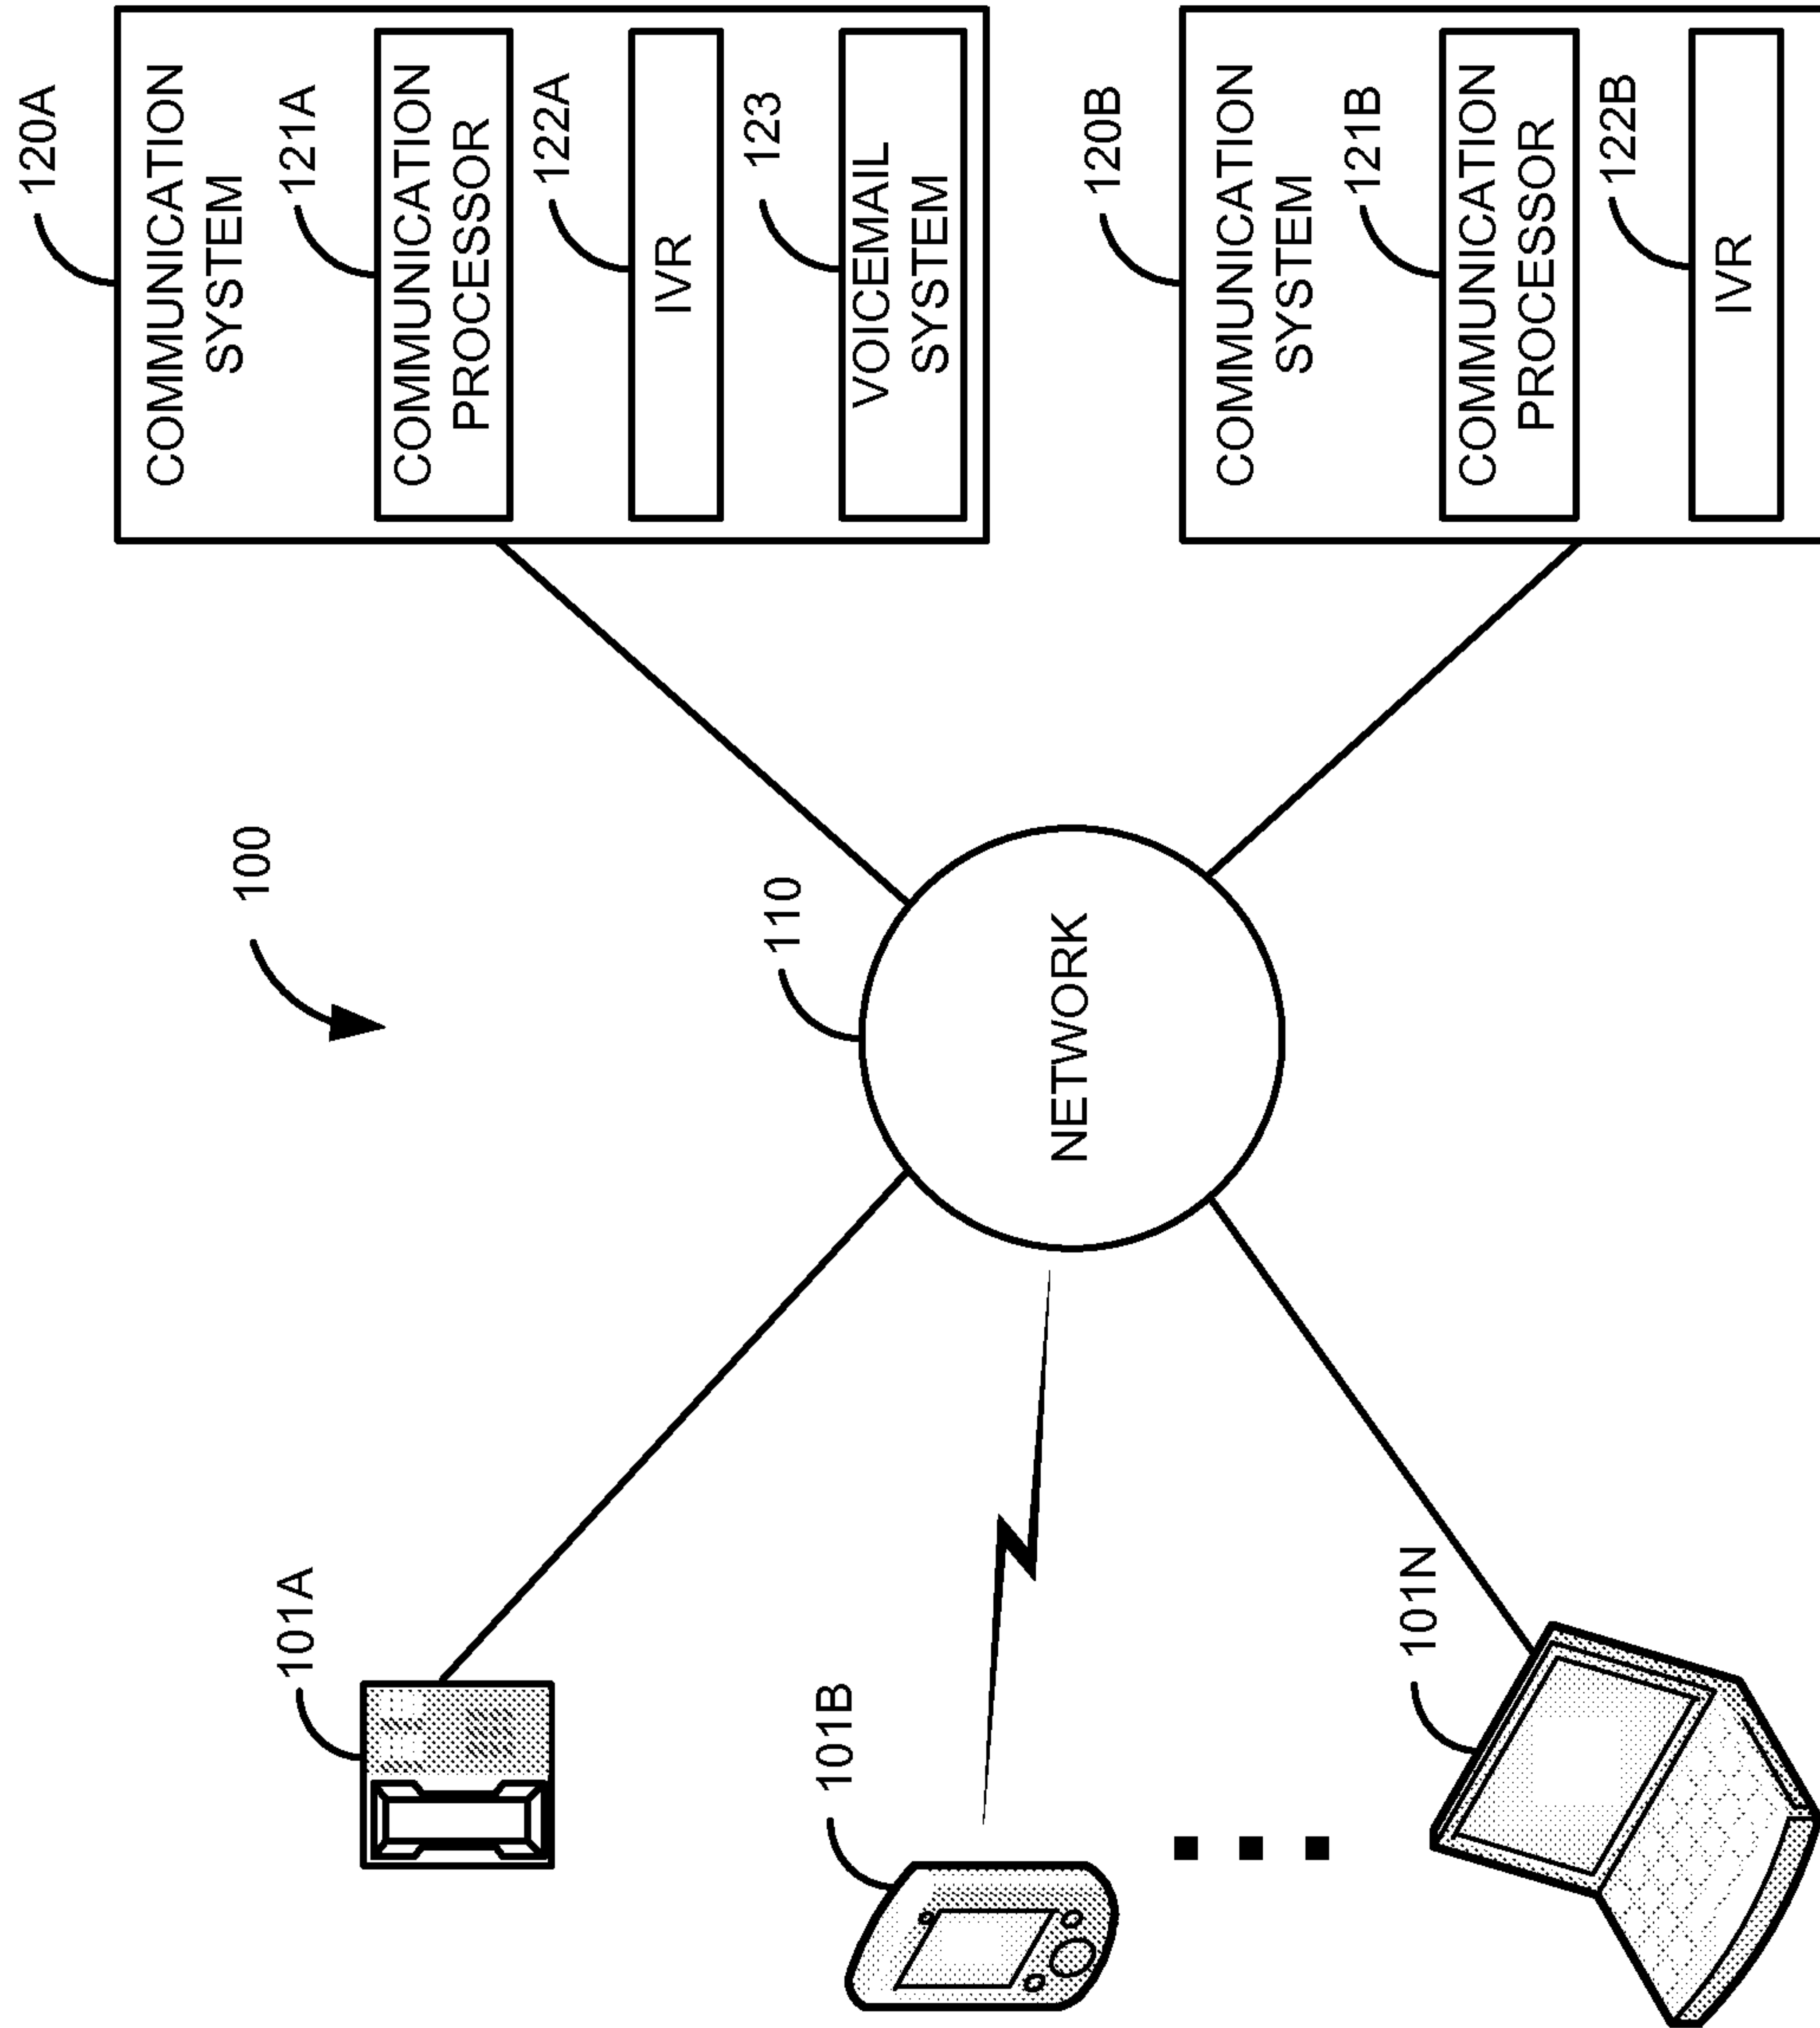 100
101A
101B
101N
110
NETWORK
120A
COMMUNICATION
SYSTEM
121A
COMMUNICATION
PROCESSOR
122A
IVR
123
VOICEMAIL
SYSTEM
120B
COMMUNICATION
SYSTEM
121B
COMMUNICATION
PROCESSOR
122B
IVR